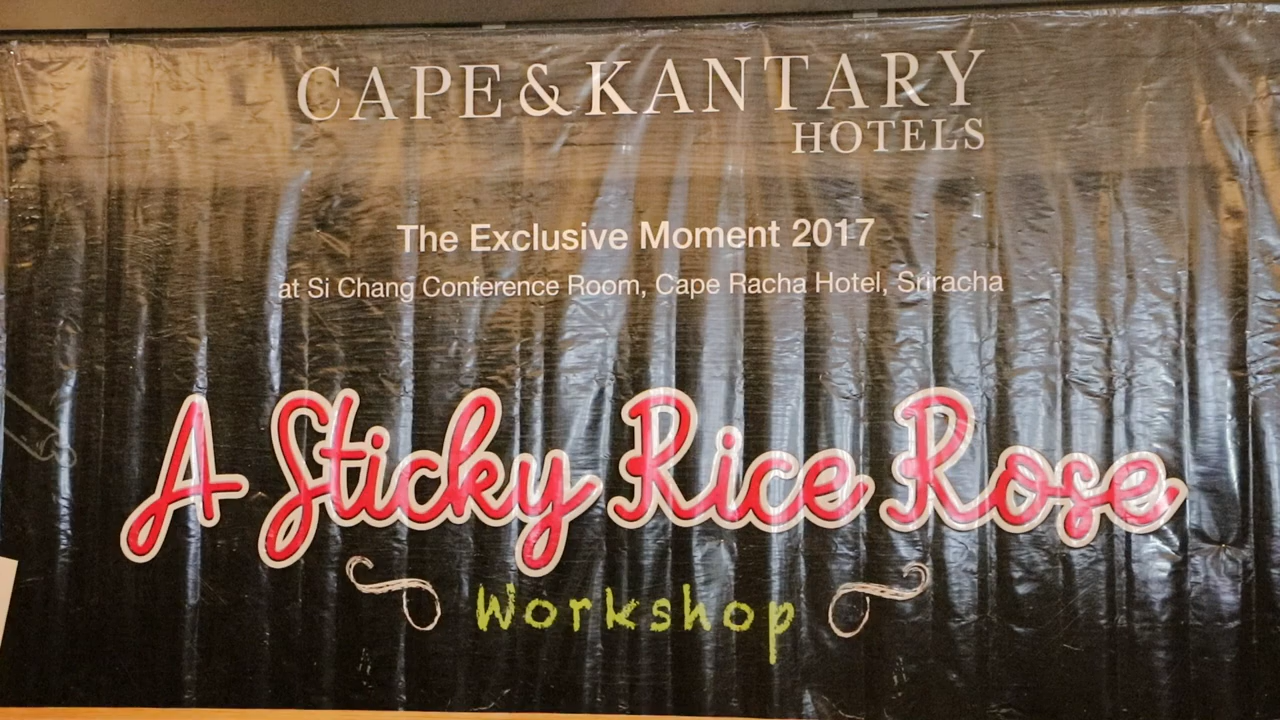 CAPE & KANTARY
HOTELS
The Exclusive Moment 2017
at Si Chang Conference Room, Cape Racha Hotel, Sriracha
A Sticky Rice Rose
Workshop